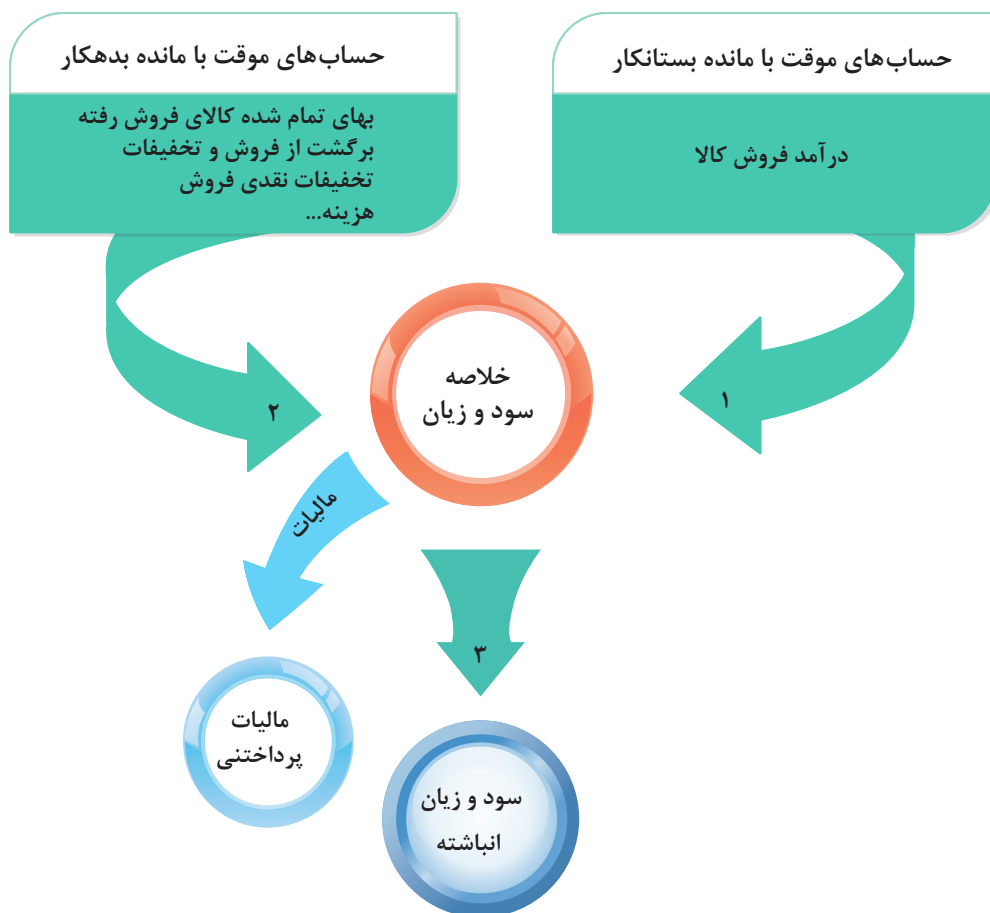 حساب‌های موقت با مانده بستانکار
درآمد فروش کالا
حساب‌های موقت با مانده بدهکار
بهای تمام شده کالای فروش رفته
برگشت از فروش و تخفیفات
تخفیفات نقدی فروش
هزینه...
۱
۲
خلاصه
سود و زیان
مالیات
۳
مالیات
پرداختنی
سود و زیان
انباشته